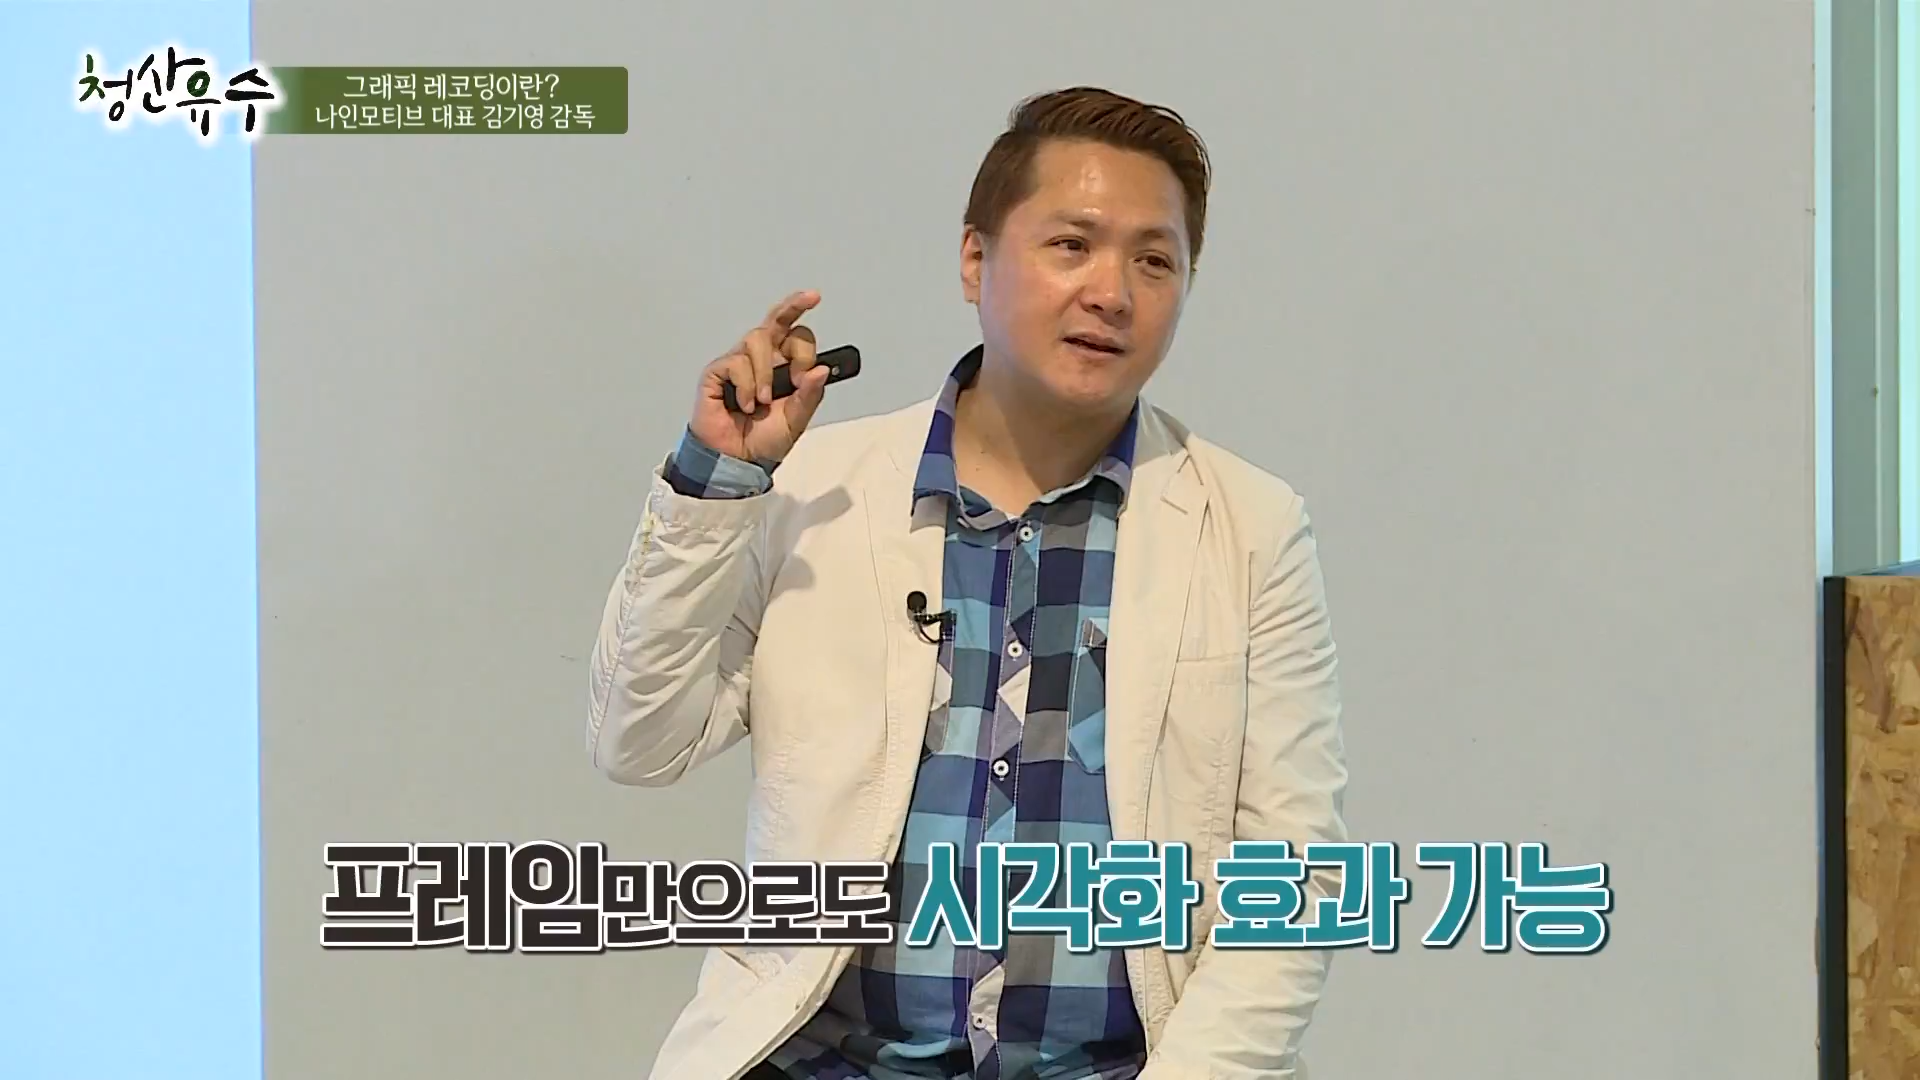 청산유수
그래픽 레코딩이란?
나인모티브 대표 김기영 감독
프레임만으로도 시각화 효과 가능